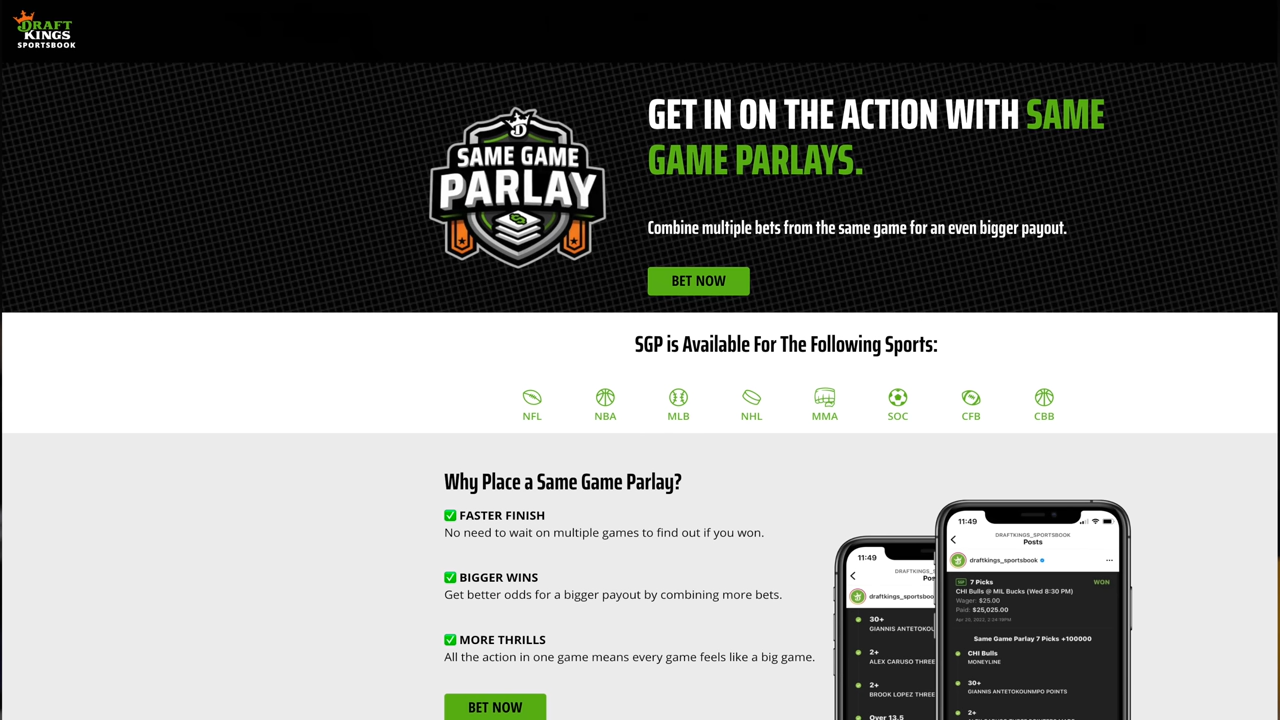 DRAFT
KINGS
SPORTSBOOK
SAME GAME
PARLAY
GET IN ON THE ACTION WITH SAME
GAME PARLAYS.
Combine multiple bets from the same game for an even bigger payout.
BET NOW
SGP is Available For The Following Sports:
NFL NBA MLB NHL MMA SOC CFB CBB
Why Place a Same Game Parlay?
FASTER FINISH
No need to wait on multiple games to find out if you won.
BIGGER WINS
Get better odds for a bigger payout by combining more bets.
MORE THRILLS
All the action in one game means every game feels like a big game.
BET NOW
11:49
DRAFTKINGS_S
Pos
draftkings_sportsboo
30+
GIANNIS ANTETOKOU
2+
ALEX CARUSO THREE
2+
BROOK LOPEZ THREE
Over 13.5
11:49
DRAFTKINGS_SPORTSBOOK
Posts
draftkings_sportsbook
SGP 7 Picks WON
CHI Bulls @ MIL Bucks (Wed 8:30 PM)
Wager: $25.00
Paid: $25,025.00
Same Game Parlay 7 Picks +100000
CHI Bulls
MONEYLINE
30+
GIANNIS ANTETOKOUNMPO POINTS
2+